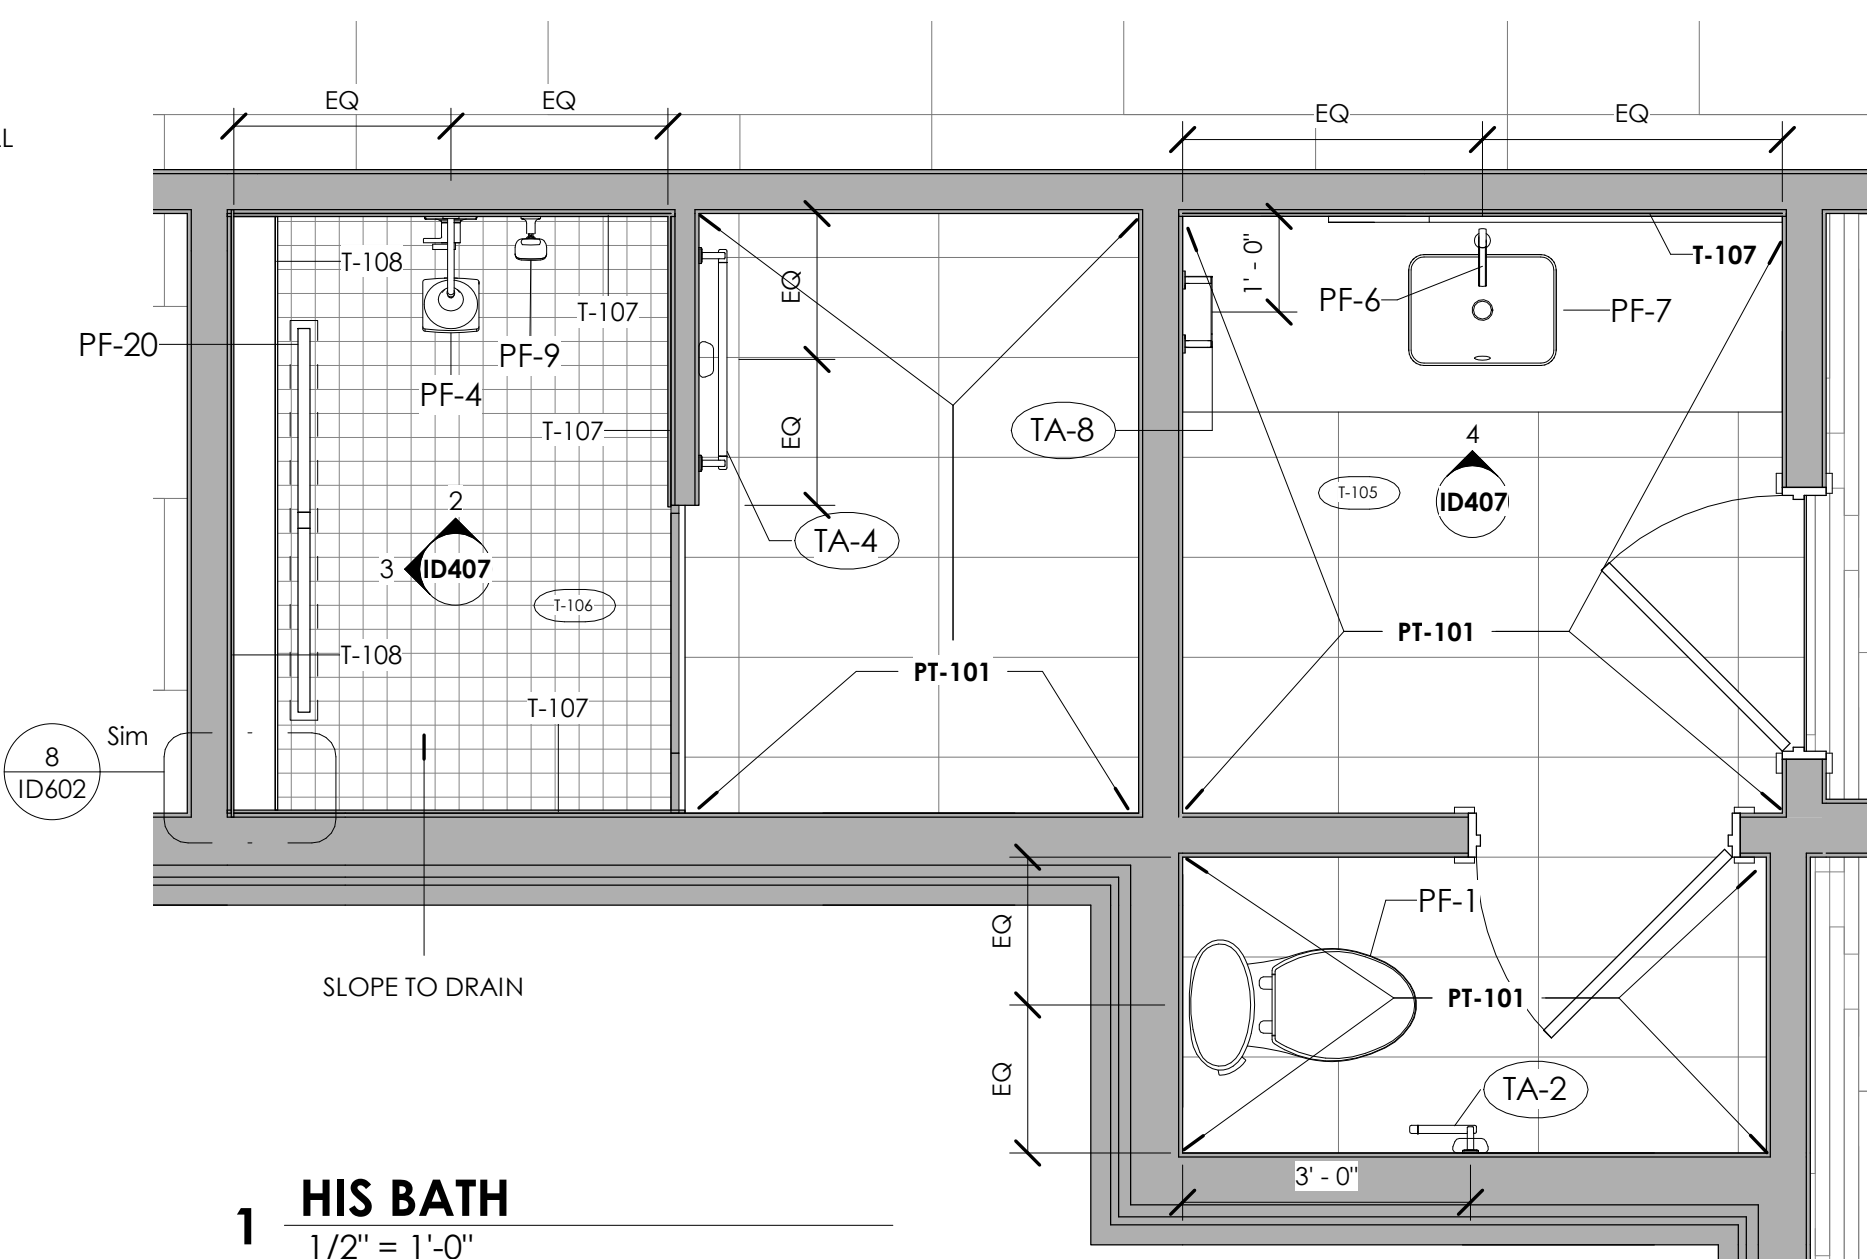 EQ
EQ
EQ
EQ
LL
T-108
T-107
PF-20
PF-9
PF-4
T-107
EQ
EQ
1' - 0"
PF-6
PF-7
T-107
TA-8
TA-4
2
3
ID407
T-106
4
ID407
T-105
T-108
T-107
PT-101
PT-101
Sim
8
ID602
SLOPE TO DRAIN
EQ
EQ
PF-1
PT-101
TA-2
3' - 0"
1
HIS BATH
1/2" = 1'-0"